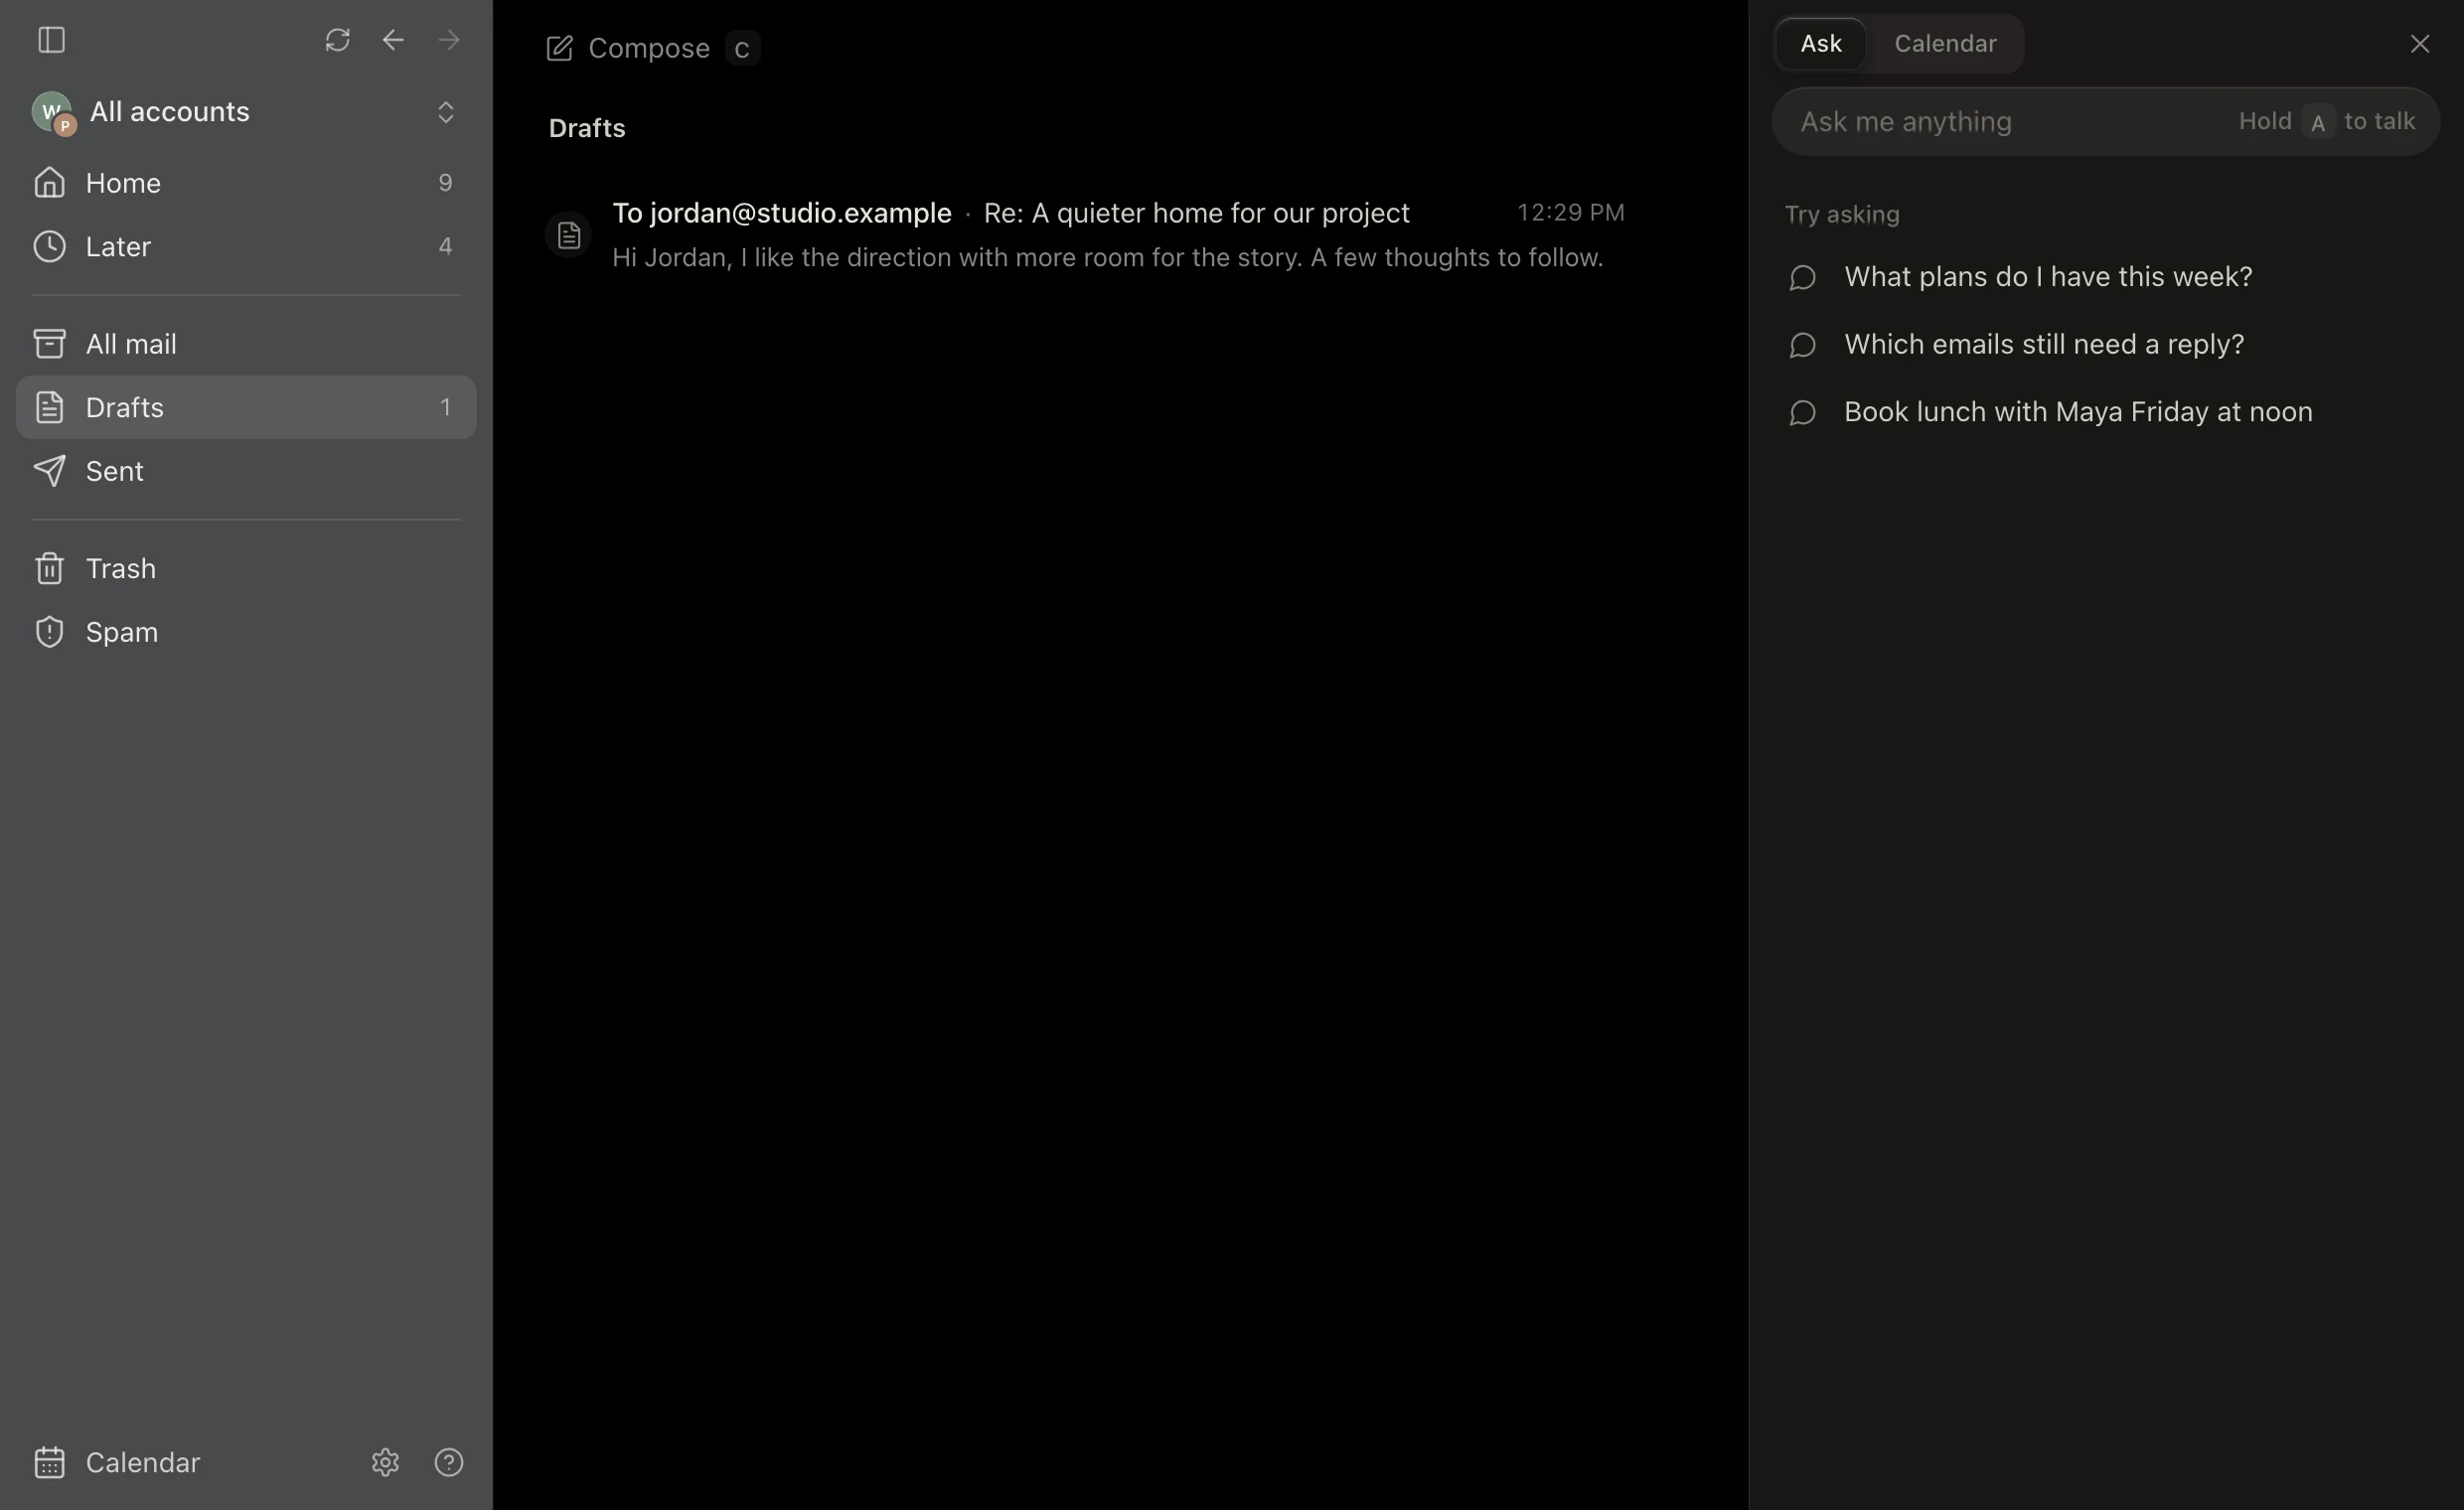 W
P
All accounts
Home 9
Later 4
All mail
Drafts 1
Sent
Trash
Spam
Calendar
Compose C
Drafts
To jordan@studio.example · Re: A quieter home for our project 12:29 PM
Hi Jordan, I like the direction with more room for the story. A few thoughts to follow.
Ask Calendar
Ask me anything Hold A to talk
Try asking
What plans do I have this week?
Which emails still need a reply?
Book lunch with Maya Friday at noon